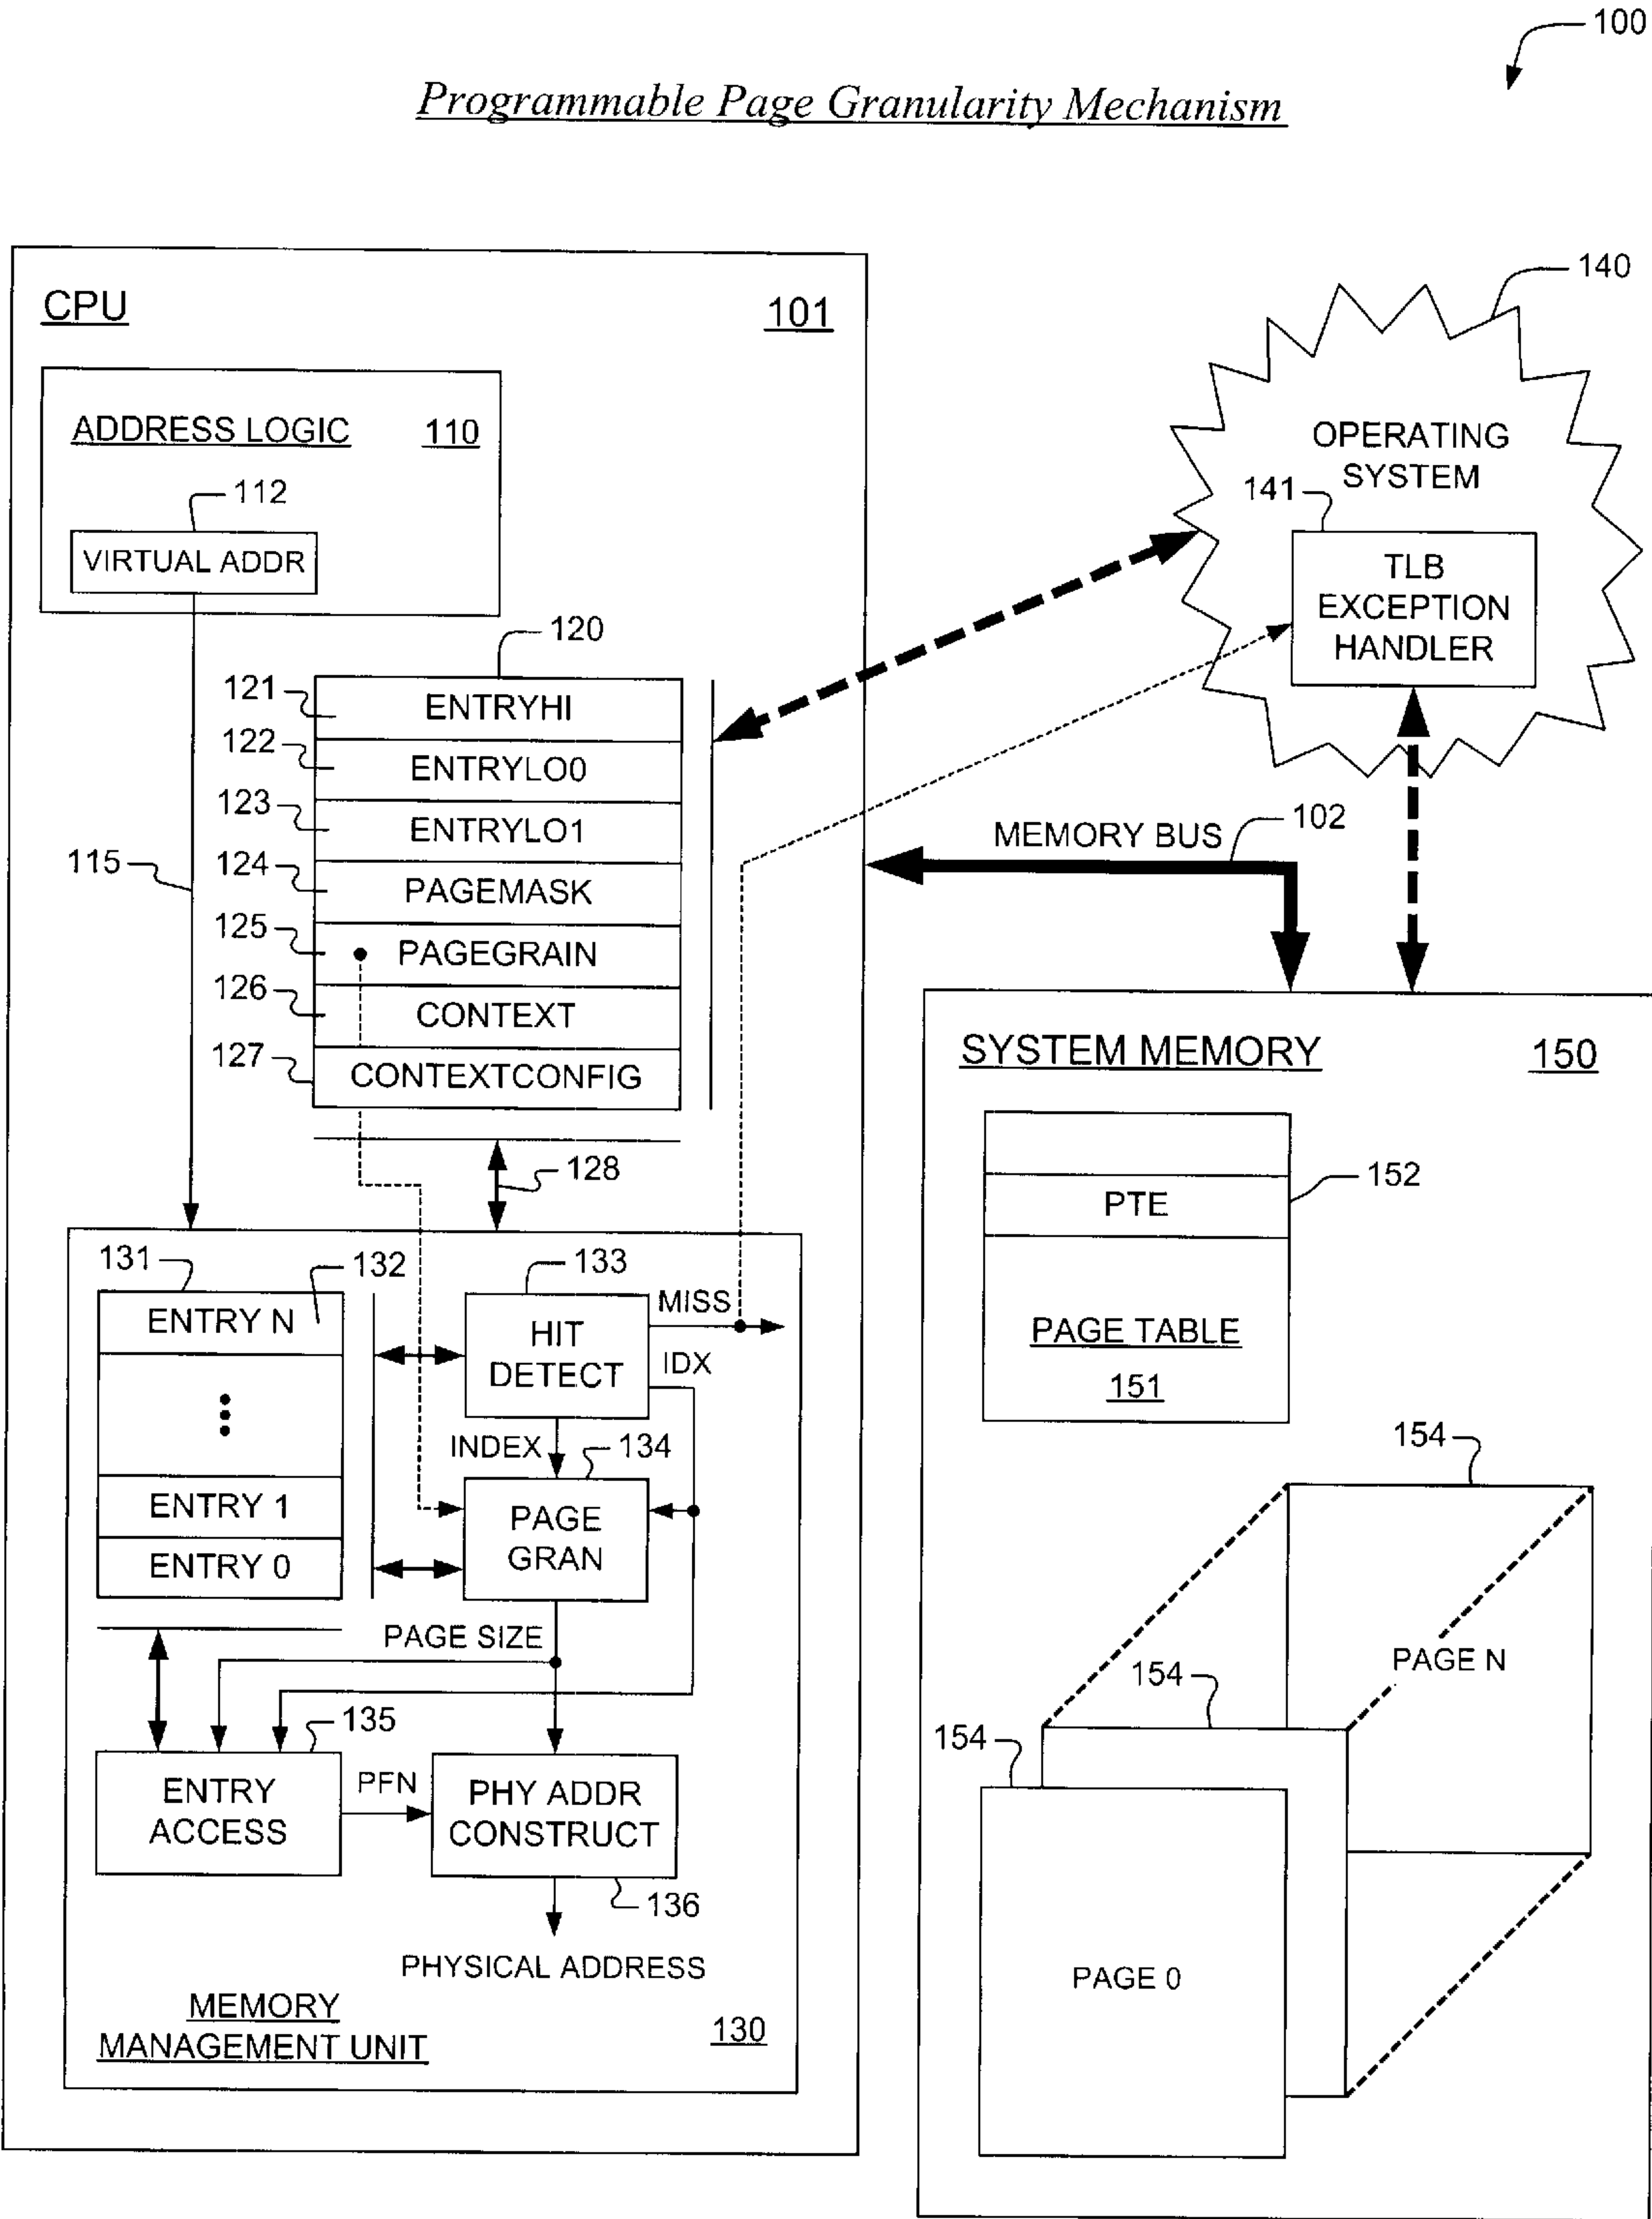 100
Programmable Page Granularity Mechanism
CPU
101
ADDRESS LOGIC
110
112
VIRTUAL ADDR
115
120
121
ENTRYHI
122
ENTRYLO0
123
ENTRYLO1
124
PAGEMASK
125
PAGEGRAIN
126
CONTEXT
127
CONTEXTCONFIG
128
131
132
ENTRY N
ENTRY 1
ENTRY 0
133
HIT
DETECT
MISS
IDX
INDEX
134
PAGE
GRAN
PAGE SIZE
135
ENTRY
ACCESS
PFN
PHY ADDR
CONSTRUCT
136
PHYSICAL ADDRESS
MEMORY
MANAGEMENT UNIT
130
140
OPERATING
SYSTEM
141
TLB
EXCEPTION
HANDLER
MEMORY BUS
102
SYSTEM MEMORY
150
PTE
152
PAGE TABLE
151
154
PAGE N
154
154
PAGE 0